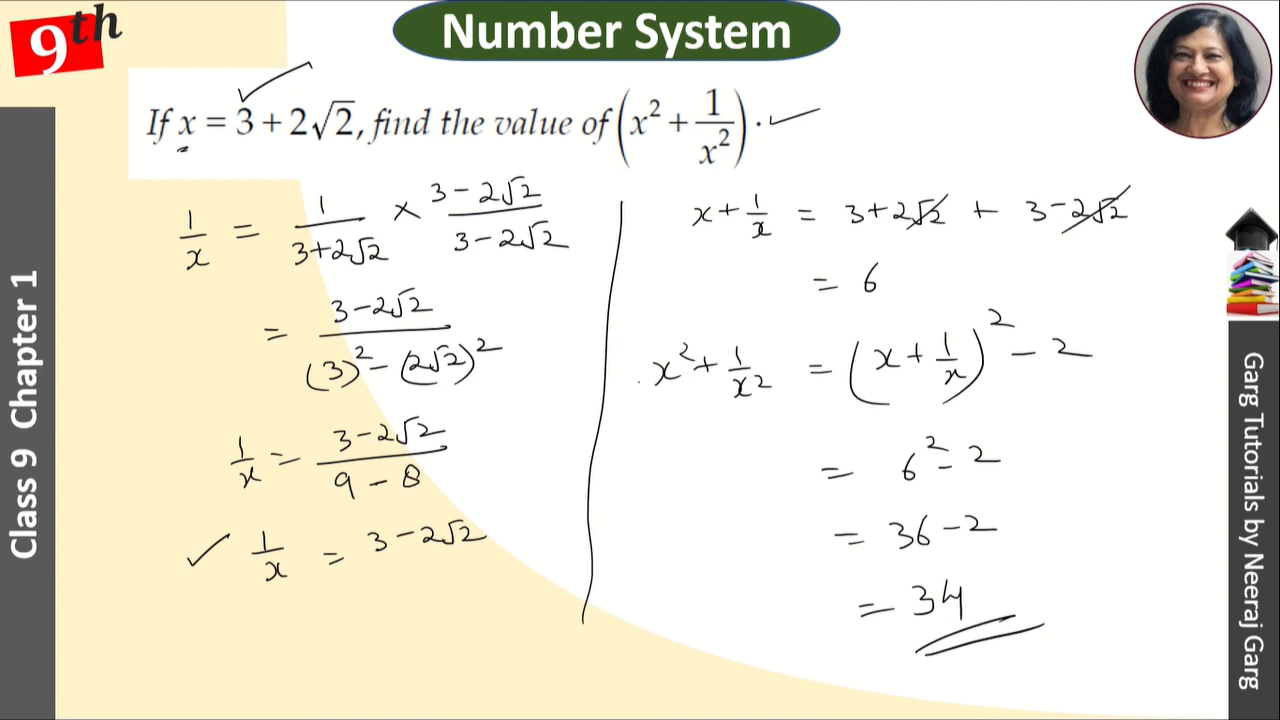 9th
Number System
If x = 3 + 2√2, find the value of (x² + 1/x²).
1/x = 1/(3+2√2) × (3-2√2)/(3-2√2)
= (3-2√2)/((3)² - (2√2)²)
1/x = (3-2√2)/(9-8)
1/x = 3-2√2
x + 1/x = 3+2√2 + 3-2√2
= 6
x² + 1/x² = (x + 1/x)² - 2
= 6² - 2
= 36 - 2
= 34
Class 9 Chapter 1
Garg Tutorials by Neeraj Garg